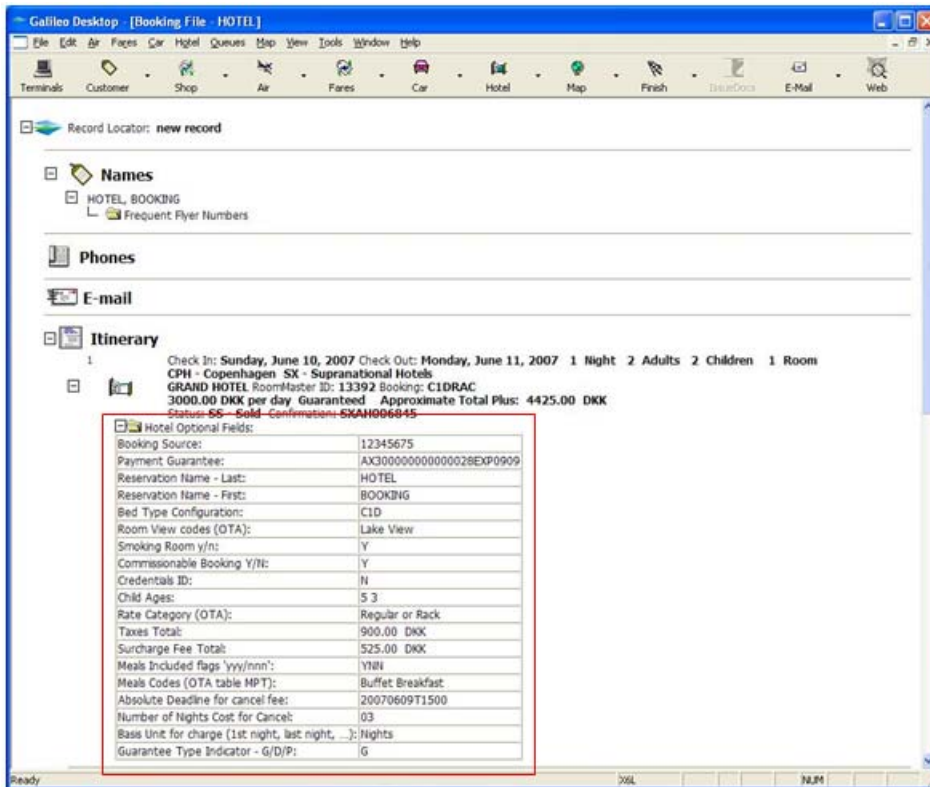 Galileo Desktop - [Booking File - HOTEL]
File Edit Air Fares Car Hotel Queues Map View Tools Window Help
Terminals Customer Shop Air Fares Car Hotel Map Finish IssueDocs E-Mail Web
Record Locator: new record
Names
HOTEL, BOOKING
Frequent Flyer Numbers
Phones
E-mail
Itinerary
1 Check In: Sunday, June 10, 2007 Check Out: Monday, June 11, 2007 1 Night 2 Adults 2 Children 1 Room
CPH - Copenhagen SX - Supranational Hotels
GRAND HOTEL RoomMaster ID: 13392 Booking: C1DRAC
3000.00 DKK per day Guaranteed Approximate Total Plus: 4425.00 DKK
Status: SS - Sold Confirmation: SXAH006845
Hotel Optional Fields:
Booking Source: 12345675
Payment Guarantee: AX300000000000028EXP0909
Reservation Name - Last: HOTEL
Reservation Name - First: BOOKING
Bed Type Configuration: C1D
Room View codes (OTA): Lake View
Smoking Room y/n: Y
Commissionable Booking Y/N: Y
Credentials ID: N
Child Ages: 5 3
Rate Category (OTA): Regular or Rack
Taxes Total: 900.00 DKK
Surcharge Fee Total: 525.00 DKK
Meals Included flags 'yyy/nnn': YNN
Meals Codes (OTA table MPT): Buffet Breakfast
Absolute Deadline for cancel fee: 20070609T1500
Number of Nights Cost for Cancel: 03
Basis Unit for charge (1st night, last night, ...): Nights
Guarantee Type Indicator - G/D/P: G
Ready NUM